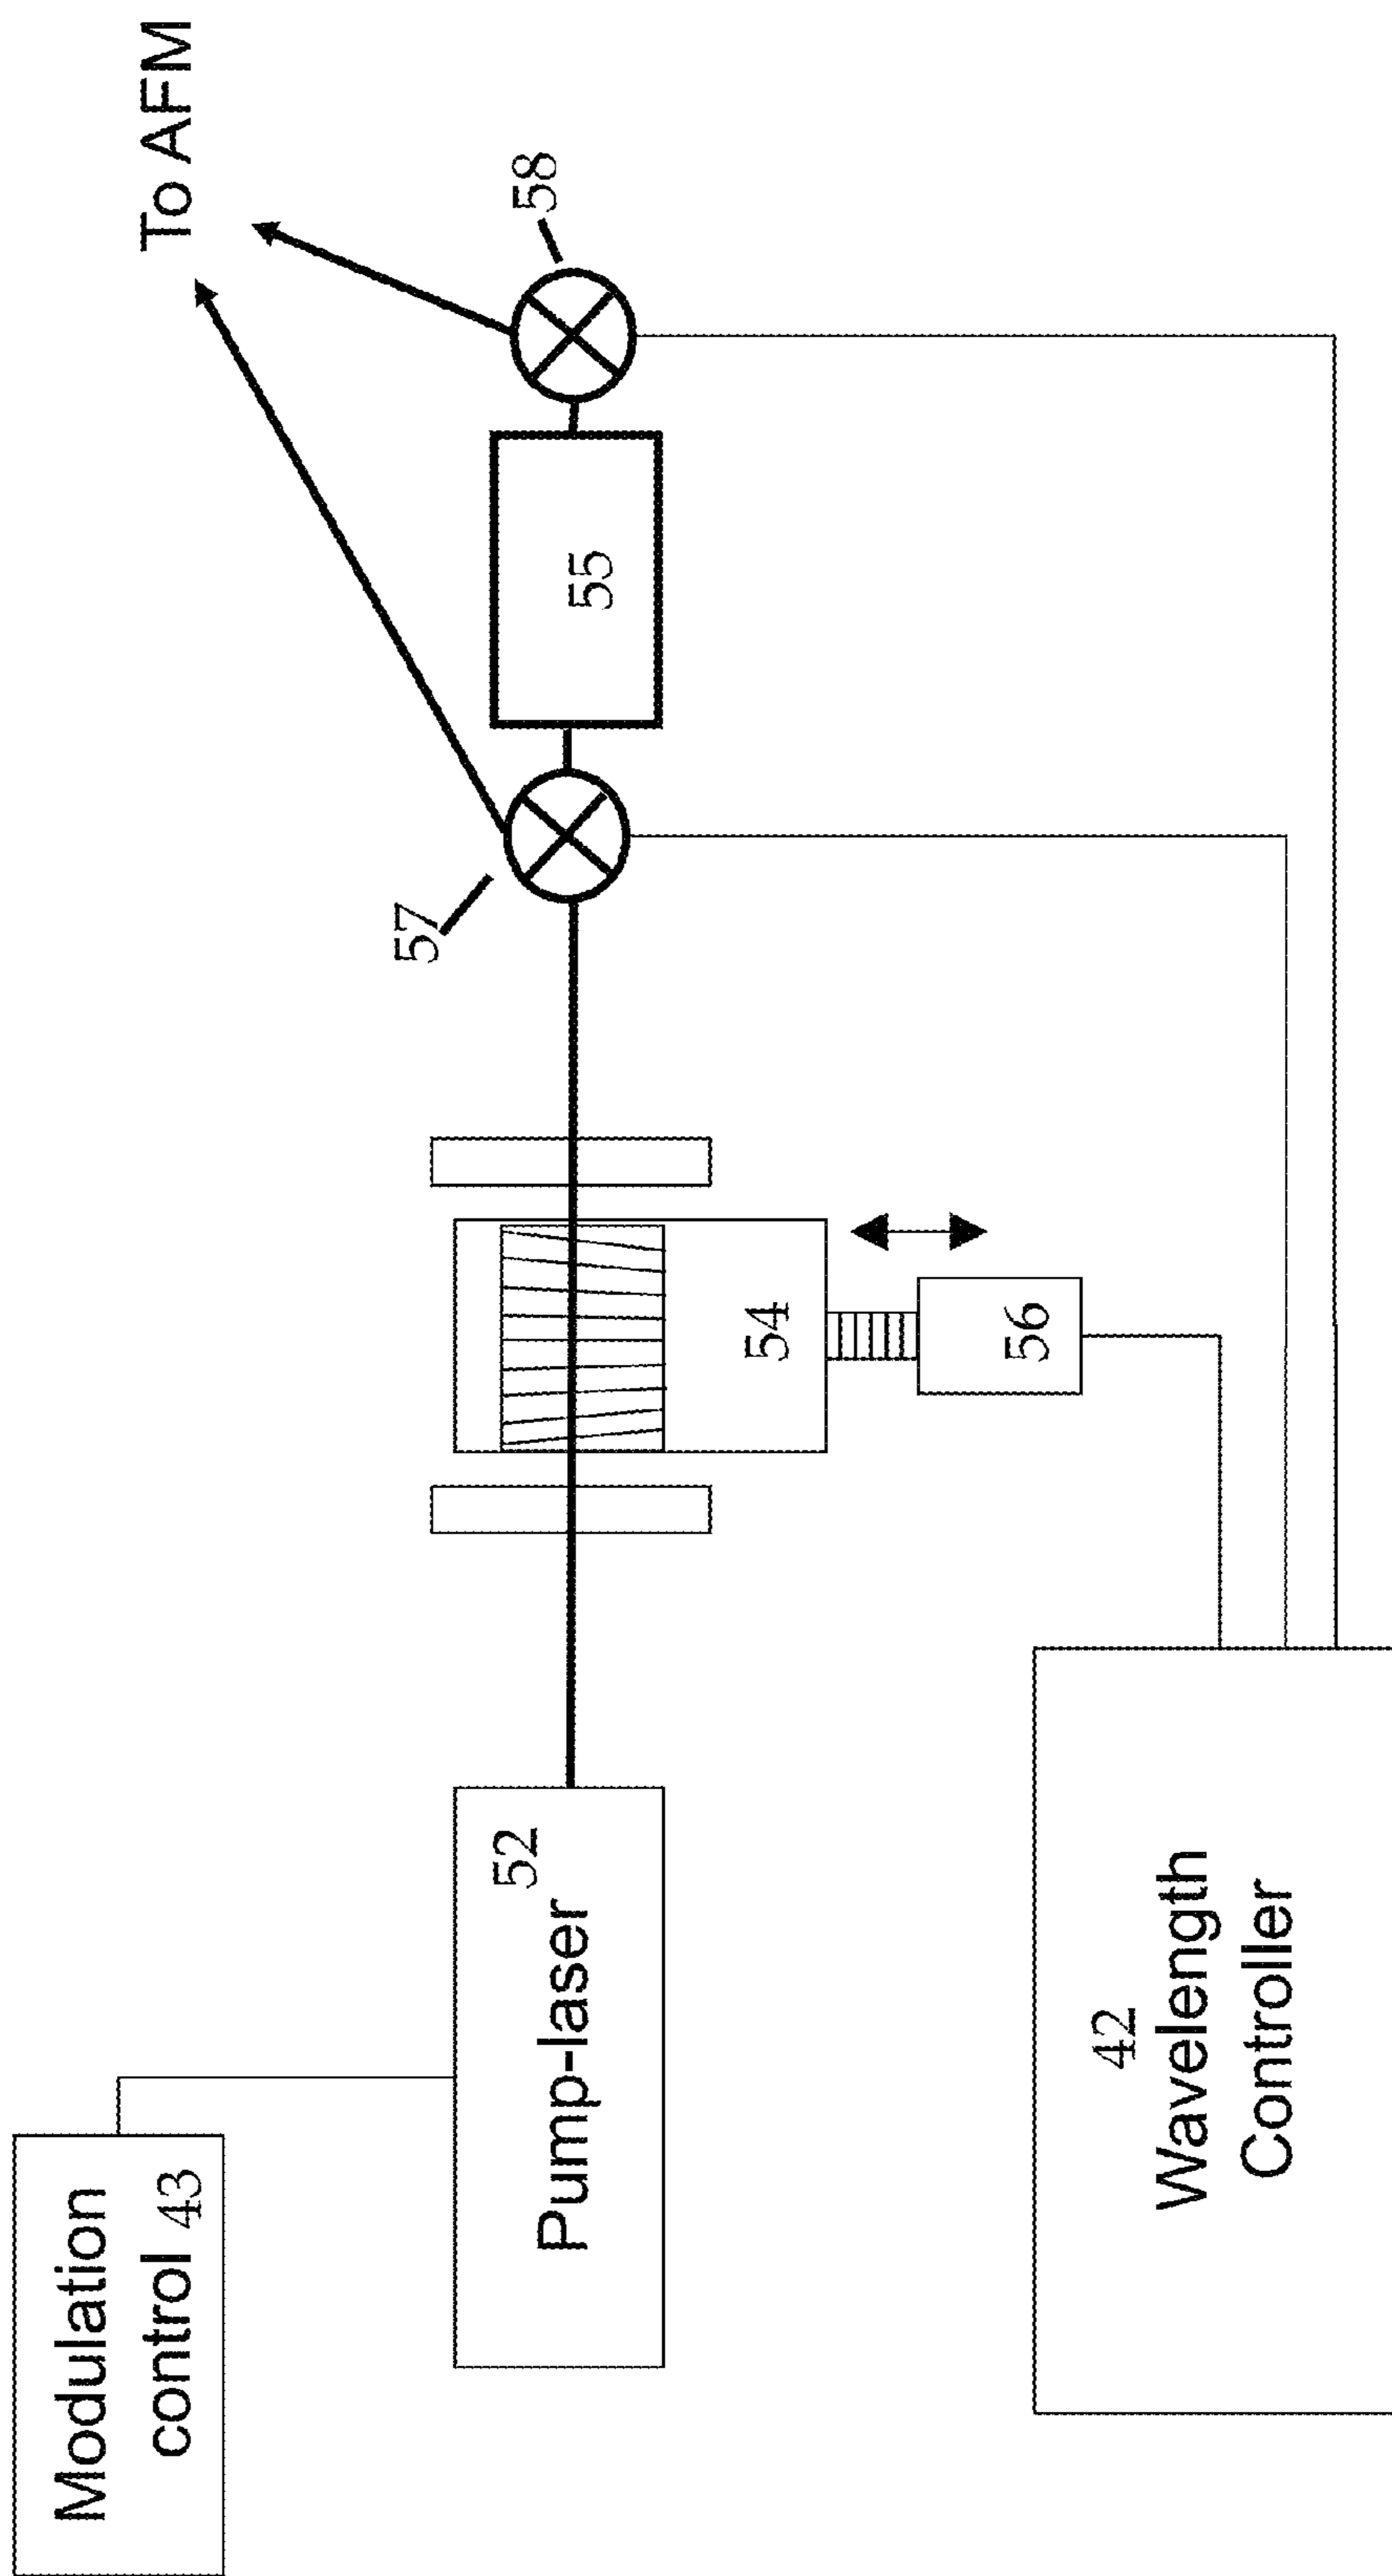 Modulation
control 43
52
Pump-laser
42
Wavelength
Controller
54
56
57
55
58
To AFM